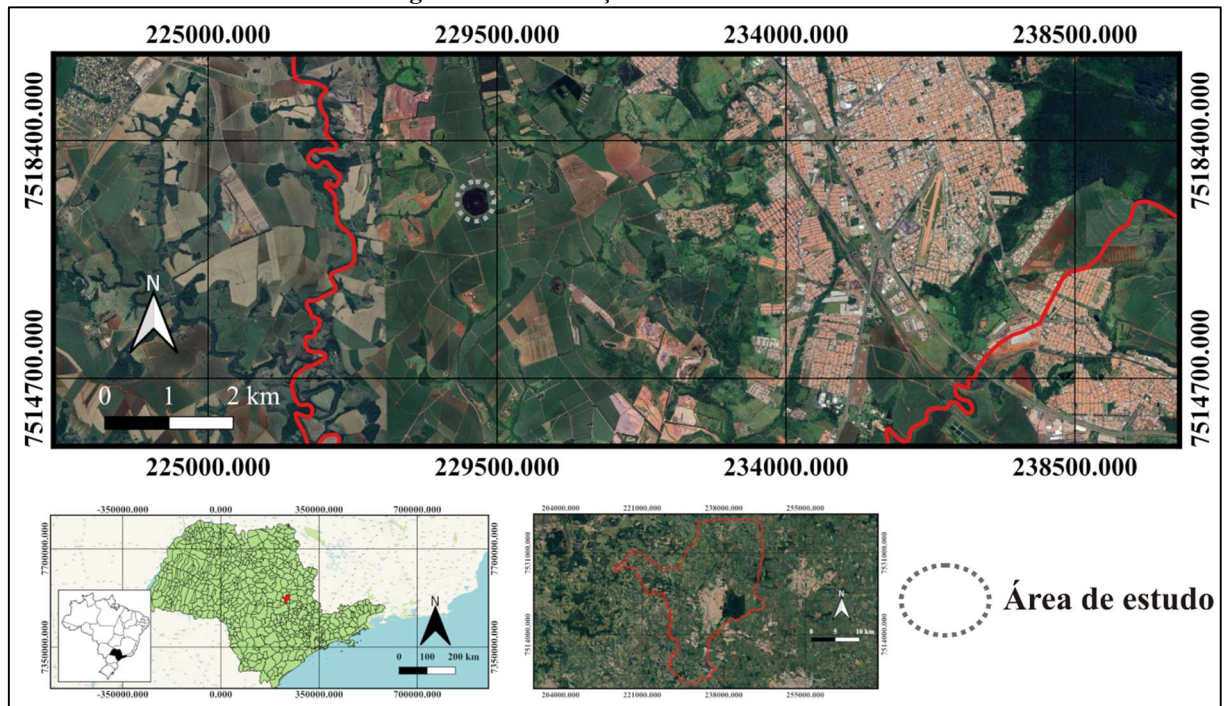 225000.000 229500.000 234000.000 238500.000
7518400.000 7518400.000
N
7514700.000 7514700.000
0 1 2 km
225000.000 229500.000 234000.000 238500.000
-350000.000 0.000 350000.000 700000.000
7700000.000 7700000.000
N
7350000.000 7350000.000
0 100 200 km
-350000.000 0.000 350000.000 700000.000
204000.000 221000.000 238000.000 255000.000
7531000.000 7531000.000
N
0 5 10 km
7514000.000 7514000.000
204000.000 221000.000 238000.000 255000.000
Área de estudo